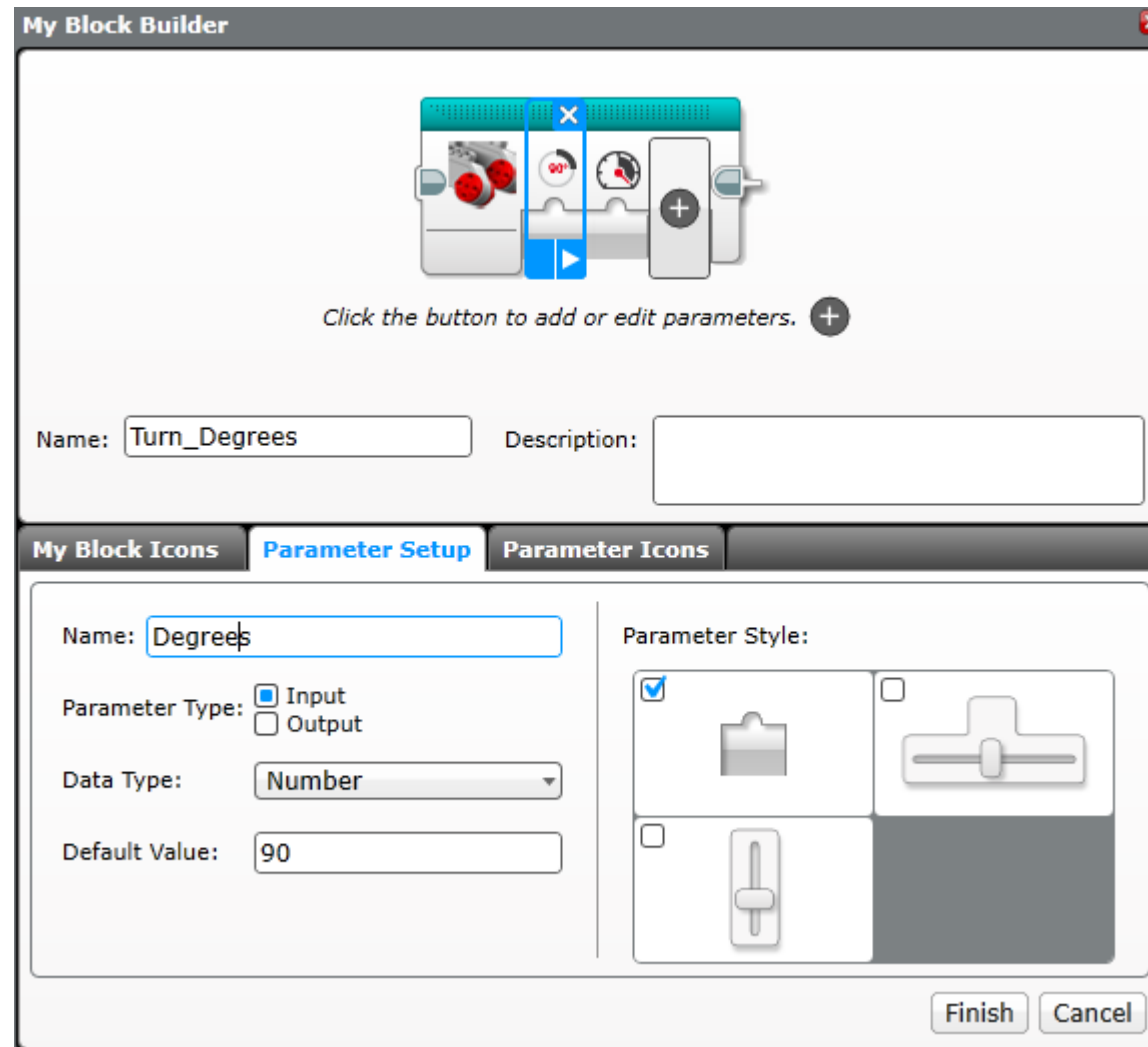 My Block Builder
90°
Click the button to add or edit parameters.
Name: Turn_Degrees Description:
My Block Icons Parameter Setup Parameter Icons
Name: Degrees Parameter Style:
Parameter Type: Input
Output
Data Type: Number
Default Value: 90
Finish Cancel